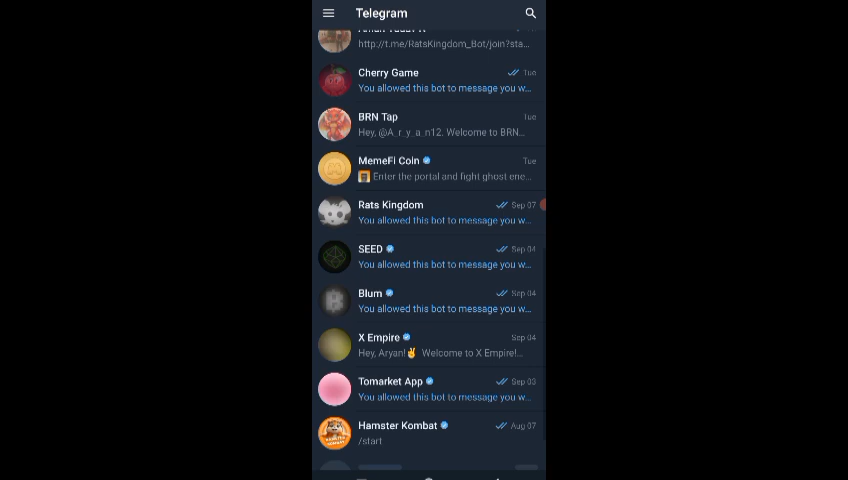 Telegram
http://t.me/RatsKingdom_Bot/join?sta...
Cherry Game
Tue
You allowed this bot to message you w...
BRN Tap
Tue
Hey, @A_r_y_a_n12. Welcome to BRN...
MemeFi Coin
Tue
Enter the portal and fight ghost ene...
Rats Kingdom
Sep 07
You allowed this bot to message you w...
SEED
Sep 04
You allowed this bot to message you w...
Blum
Sep 04
You allowed this bot to message you w...
X Empire
Sep 04
Hey, Aryan!✌ Welcome to X Empire!...
Tomarket App
Sep 03
You allowed this bot to message you w...
Hamster Kombat
Aug 07
/start